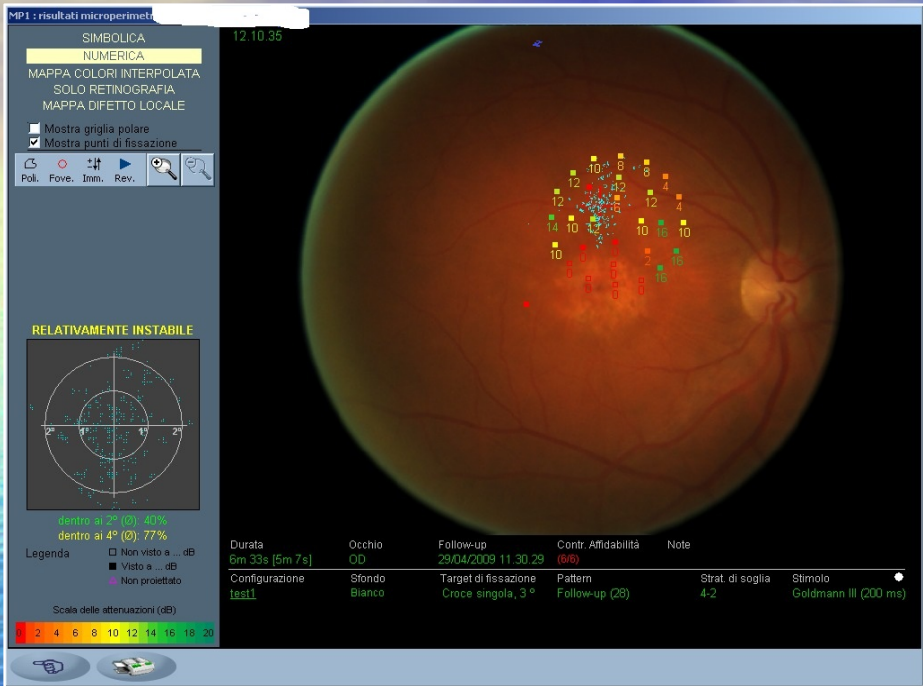 MP1 : risultati microperimetr
SIMBOLICA
NUMERICA
MAPPA COLORI INTERPOLATA
SOLO RETINOGRAFIA
MAPPA DIFETTO LOCALE
Mostra griglia polare
Mostra punti di fissazione
Poli. Fove. Imm. Rev.
12.10.35
10 8 8
12 12 4
12 6 12 4
14 10 12 10 16 10
10 2 16
16
RELATIVAMENTE INSTABILE
2° 1° 1° 2°
dentro ai 2° (Ø): 40%
dentro ai 4° (Ø): 77%
Legenda
Non visto a ... dB
Visto a ... dB
Non proiettato
Scala delle attenuazioni (dB)
0 2 4 6 8 10 12 14 16 18 20
Durata Occhio Follow-up Contr. Affidabilità Note
6m 33s [5m 7s] OD 29/04/2009 11.30.29 (6/6)
Configurazione Sfondo Target di fissazione Pattern Strat. di soglia Stimolo
test1 Bianco Croce singola, 3 ° Follow-up (28) 4-2 Goldmann III (200 ms)